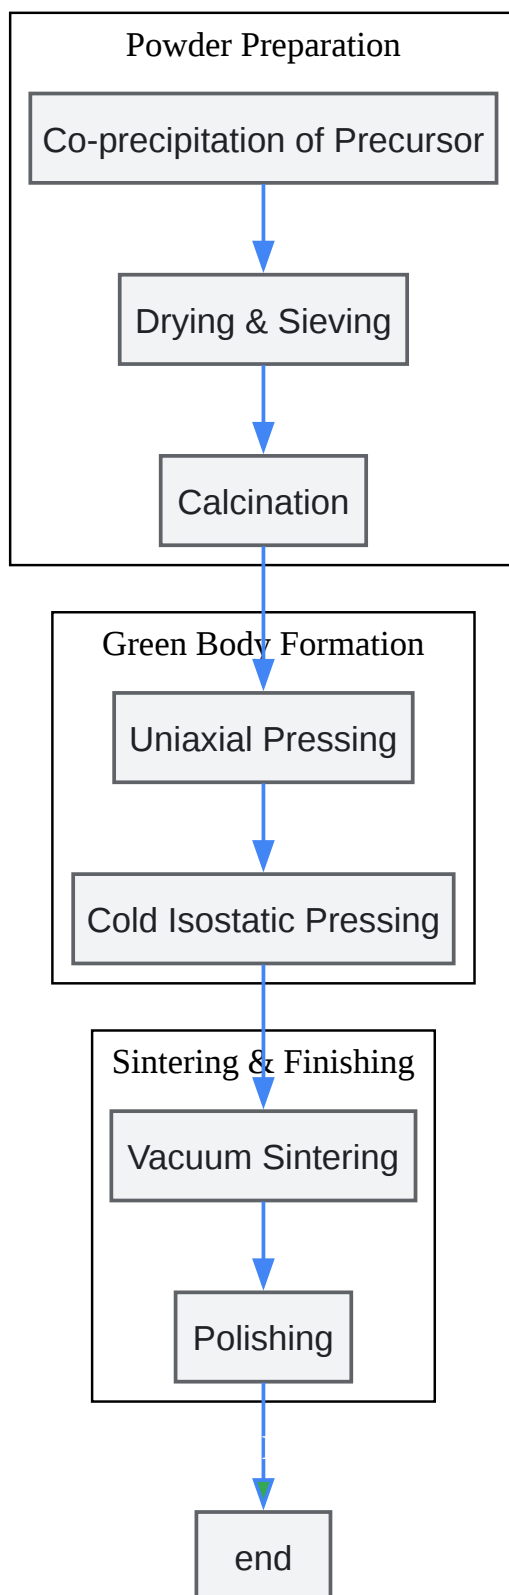 Powder Preparation
Co-precipitation of Precursor
Drying & Sieving
Calcination
Green Body Formation
Uniaxial Pressing
Cold Isostatic Pressing
Sintering & Finishing
Vacuum Sintering
Polishing
end